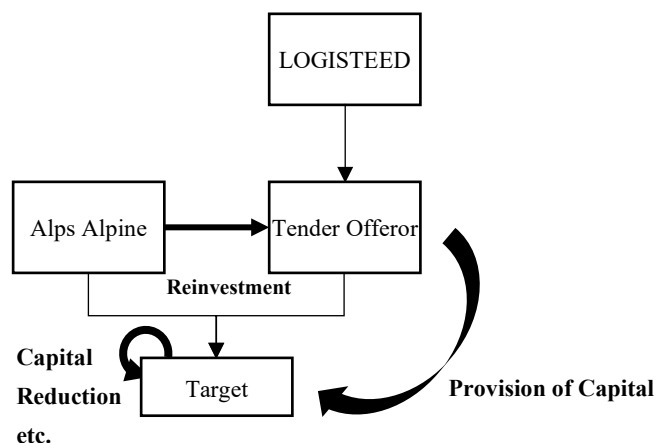 LOGISTEED
Alps Alpine
Tender Offeror
Reinvestment
Capital
Reduction
etc.
Target
Provision of Capital